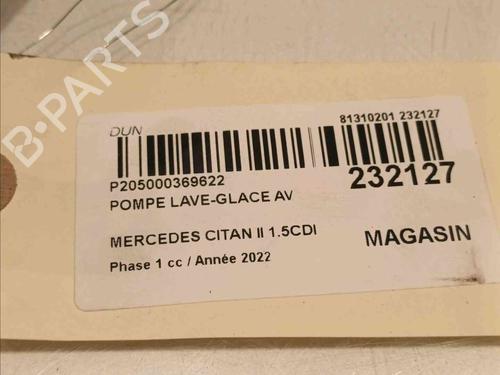 DUN
81310201 232127
P205000369622
232127
POMPE LAVE-GLACE AV
MERCEDES CITAN II 1.5CDI
MAGASIN
Phase 1 cc / Année 2022
B-PARTS